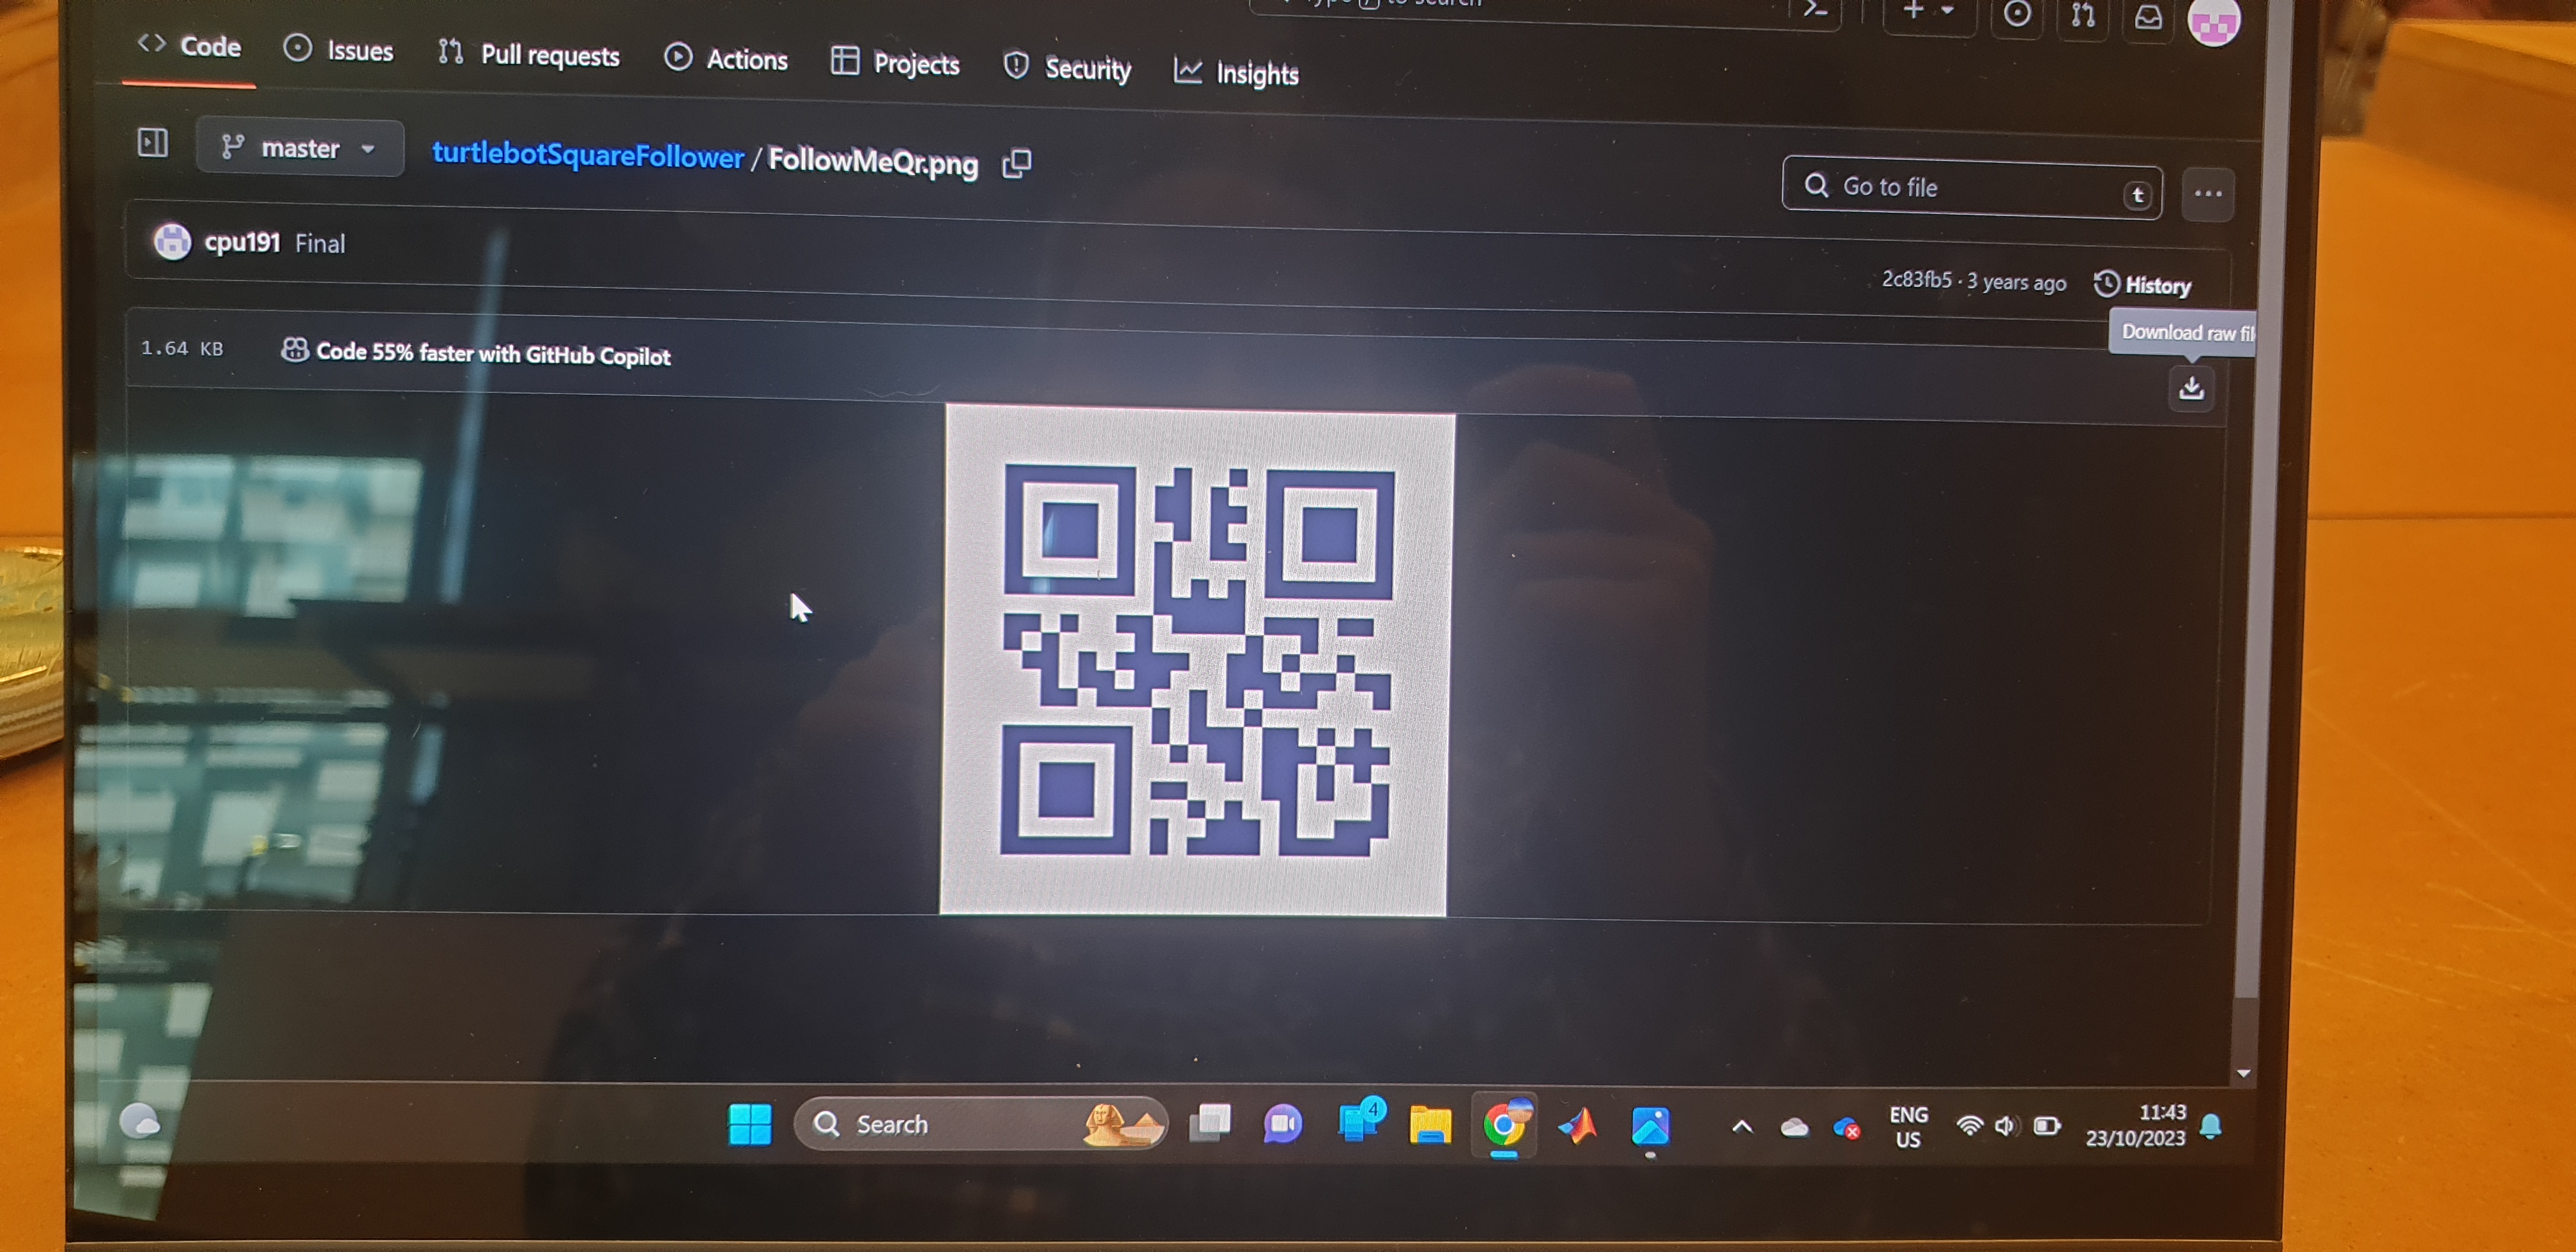 to search
Code Issues Pull requests Actions Projects Security Insights
master turtlebotSquareFollower / FollowMeQr.png
Go to file t
cpu191 Final
2c83fb5 · 3 years ago History
Download raw fil
1.64 KB Code 55% faster with GitHub Copilot
Search
4
ENG
US
11:43
23/10/2023